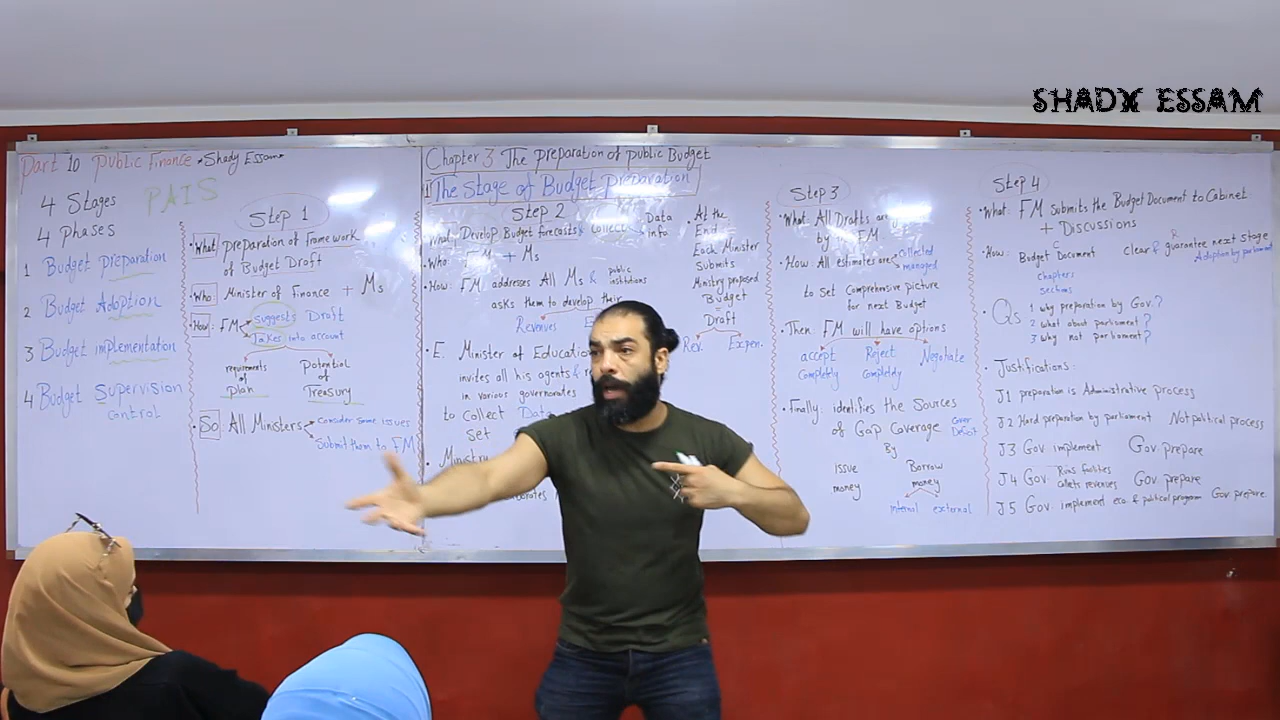 SHADY ESSAM
Part 10 Public Finance *Shady Essam*
PAIS
4 Stages
4 Phases
1 Budget Preparation
2 Budget Adoption
3 Budget implementation
4 Budget Supervision
control
Step 1
• What: preparation of Framework
of Budget Draft
• Who: Minister of Finance + Ms
• How: FM suggests Draft
Takes into account
requirements of Plan
Potential of Treasury
• So All Ministers Consider Some issues
Submit them to FM
Chapter 3 The Preparation of Public Budget
1 The Stage of Budget Preparation
Step 2
What: Develop Budget forecasts & collect Data
info.
• Who: FM + Ms
• How: FM addresses All Ms & public institutions
asks them to develop their
Revenues
• E. Minister of Education
invites all his agents &
in various governorates
to collect Data
set
• Ministry
• At the
End
Each Minister
Submits
Ministry proposed
Budget
=
Draft
Rev. Expen.
Step 3
• What: All Drafts are
by FM
• How All estimates are collected
managed
to set Comprehensive picture
for next Budget
• Then FM will have options
accept completely
Reject completely
Negotiate
• Finally: identifies the Sources
of Gap Coverage Cover Deficit
By
issue money
Borrow money
internal external
Step 4
• What: FM Submits the Budget Document to Cabinet
+ Discussions
• How: Budget Document clear & guarantee next Stage
Adoption by parliament
chapters
sections
Qs 1 why preparation by Gov.?
2 what about parliament?
3 Why not parliament?
• Justifications:
J1 preparation is Administrative process
J2 Hard preparation by parliament Not political process
J3 Gov implement Gov. prepare
J4 Gov. Runs facilities
collects revenues Gov prepare
J5 Gov. implement eco. & political program Gov prepare.